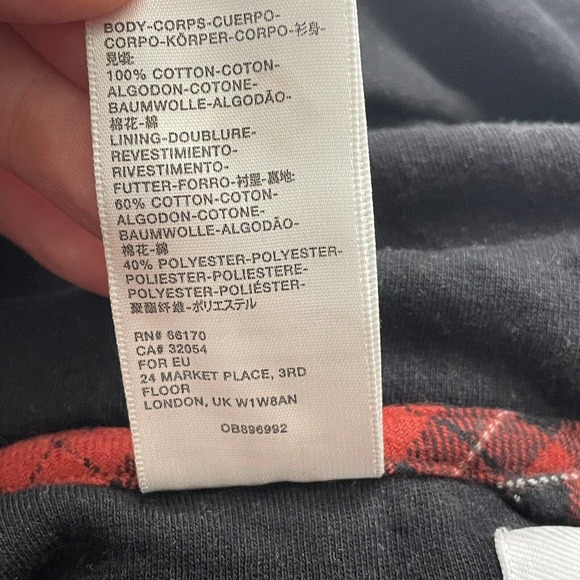 BODY-CORPS-CUERPO-
CORPO-KÖRPER-CORPO-衫身-
見頃:
100% COTTON-COTON-
ALGODON-COTONE-
BAUMWOLLE-ALGODÃO-
棉花-綿
LINING-DOUBLURE-
REVESTIMIENTO-
RIVESTIMENTO-
FUTTER-FORRO-衬里-裏地:
60% COTTON-COTON-
ALGODON-COTONE-
BAUMWOLLE-ALGODÃO-
棉花-綿
40% POLYESTER-POLYESTER-
POLIESTER-POLIESTERE-
POLYESTER-POLIÉSTER-
聚酯纤维-ポリエステル
RN# 66170
CA# 32054
FOR EU
24 MARKET PLACE, 3RD
FLOOR
LONDON, UK W1W8AN
OB896992